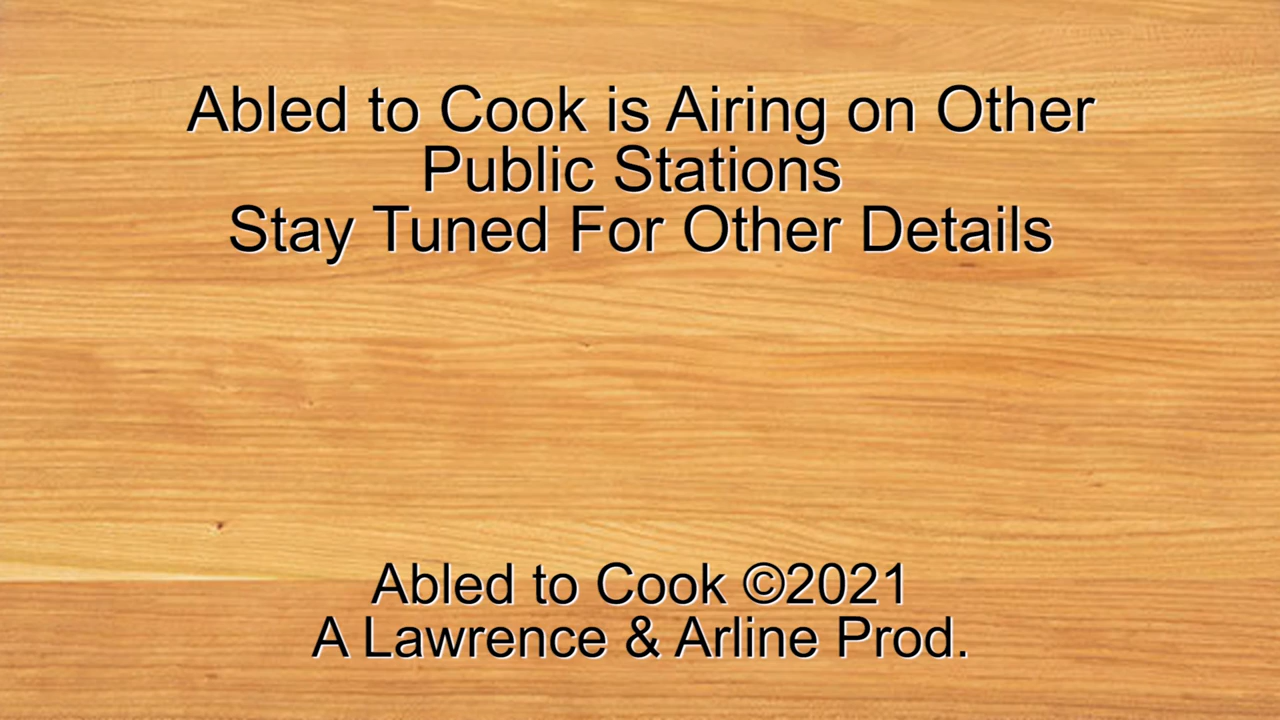 Abled to Cook is Airing on Other
Public Stations
Stay Tuned For Other Details
Abled to Cook ©2021
A Lawrence & Arline Prod.